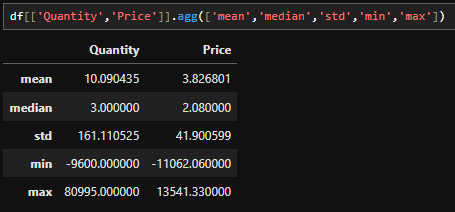 df[['Quantity','Price']].agg(['mean','median','std','min','max'])
Quantity Price
mean 10.090435 3.826801
median 3.000000 2.080000
std 161.110525 41.900599
min -9600.000000 -11062.060000
max 80995.000000 13541.330000